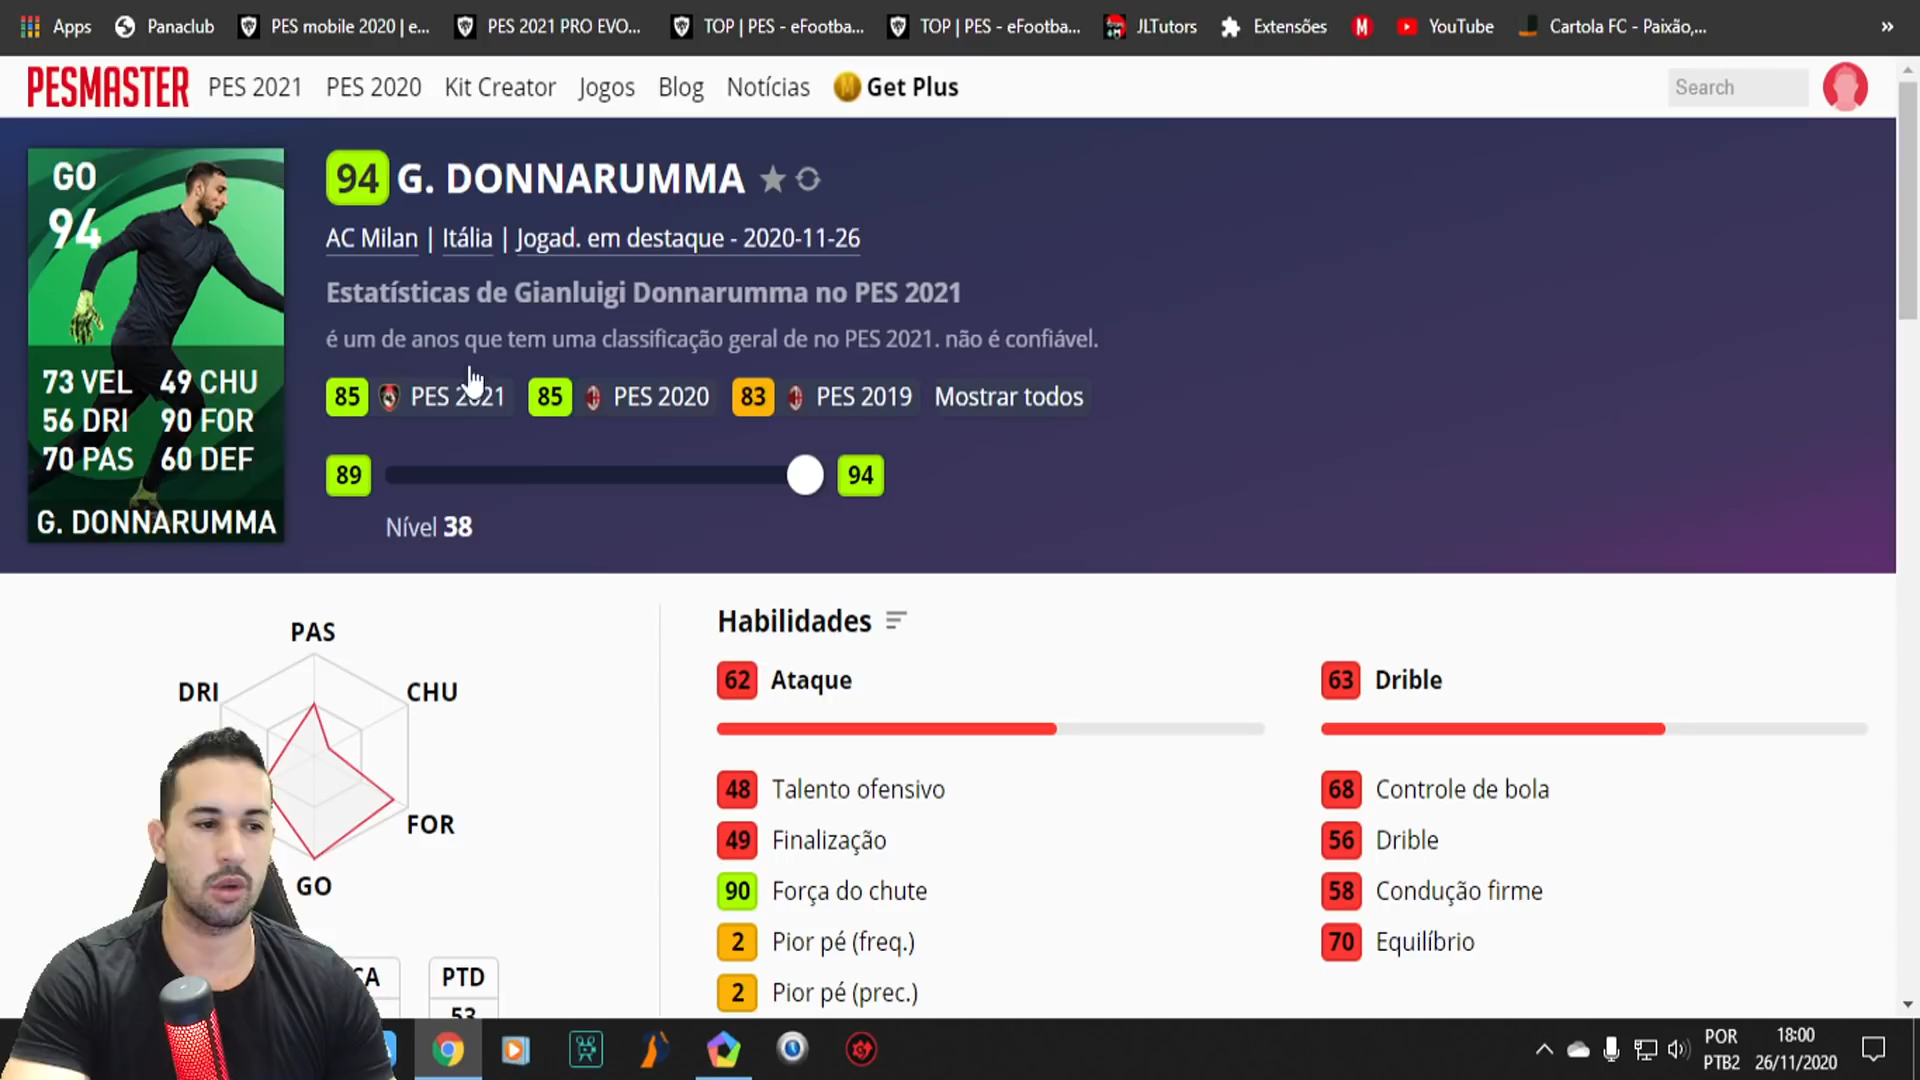 Apps Panaclub PES mobile 2020 | e... PES 2021 PRO EVO... TOP | PES - eFootba... TOP | PES - eFootba... JLTutors Extensões M YouTube Cartola FC - Paixão,... »
PESMASTER PES 2021 PES 2020 Kit Creator Jogos Blog Notícias M Get Plus Search
GO
94
73 VEL 49 CHU
56 DRI 90 FOR
70 PAS 60 DEF
G. DONNARUMMA
94 G. DONNARUMMA
AC Milan | Itália | Jogad. em destaque - 2020-11-26
Estatísticas de Gianluigi Donnarumma no PES 2021
é um de anos que tem uma classificação geral de no PES 2021. não é confiável.
85 PES 2021 85 PES 2020 83 PES 2019 Mostrar todos
89 94
Nível 38
PAS
DRI CHU
FOR
GO
CA PTD
53
Habilidades
62 Ataque
48 Talento ofensivo
49 Finalização
90 Força do chute
2 Pior pé (freq.)
2 Pior pé (prec.)
63 Drible
68 Controle de bola
56 Drible
58 Condução firme
70 Equilíbrio
POR 18:00
PTB2 26/11/2020